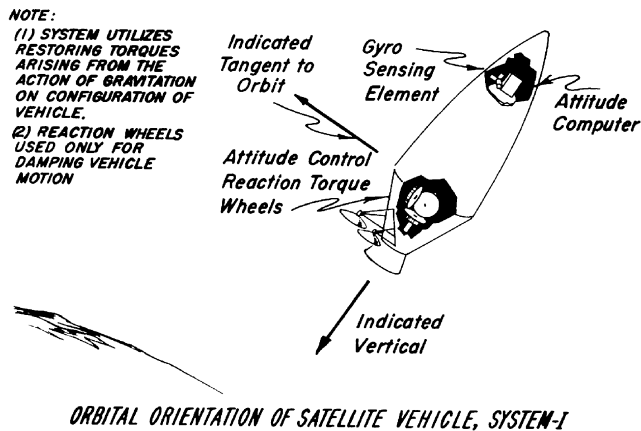 NOTE:
(1) SYSTEM UTILIZES
RESTORING TORQUES
ARISING FROM THE
ACTION OF GRAVITATION
ON CONFIGURATION OF
VEHICLE.
(2) REACTION WHEELS
USED ONLY FOR
DAMPING VEHICLE
MOTION
Indicated
Tangent to
Orbit
Gyro
Sensing
Element
Attitude
Computer
Attitude Control
Reaction Torque
Wheels
Indicated
Vertical
ORBITAL ORIENTATION OF SATELLITE VEHICLE, SYSTEM-I